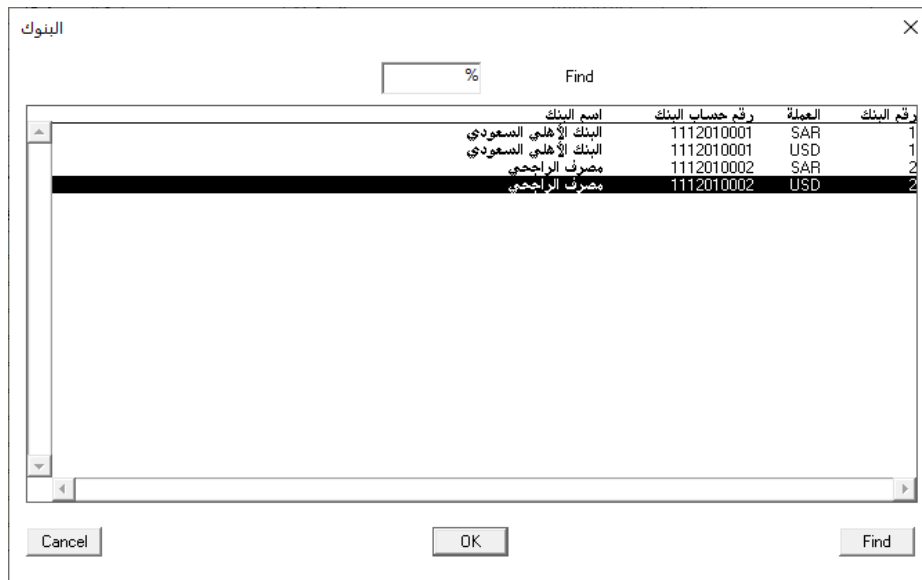 البنوك
% Find
رقم البنك العملة رقم حساب البنك اسم البنك
1 SAR 1112010001 البنك الأهلي السعودي
1 USD 1112010001 البنك الأهلي السعودي
2 SAR 1112010002 مصرف الراجحي
2 USD 1112010002 مصرف الراجحي
Cancel OK Find